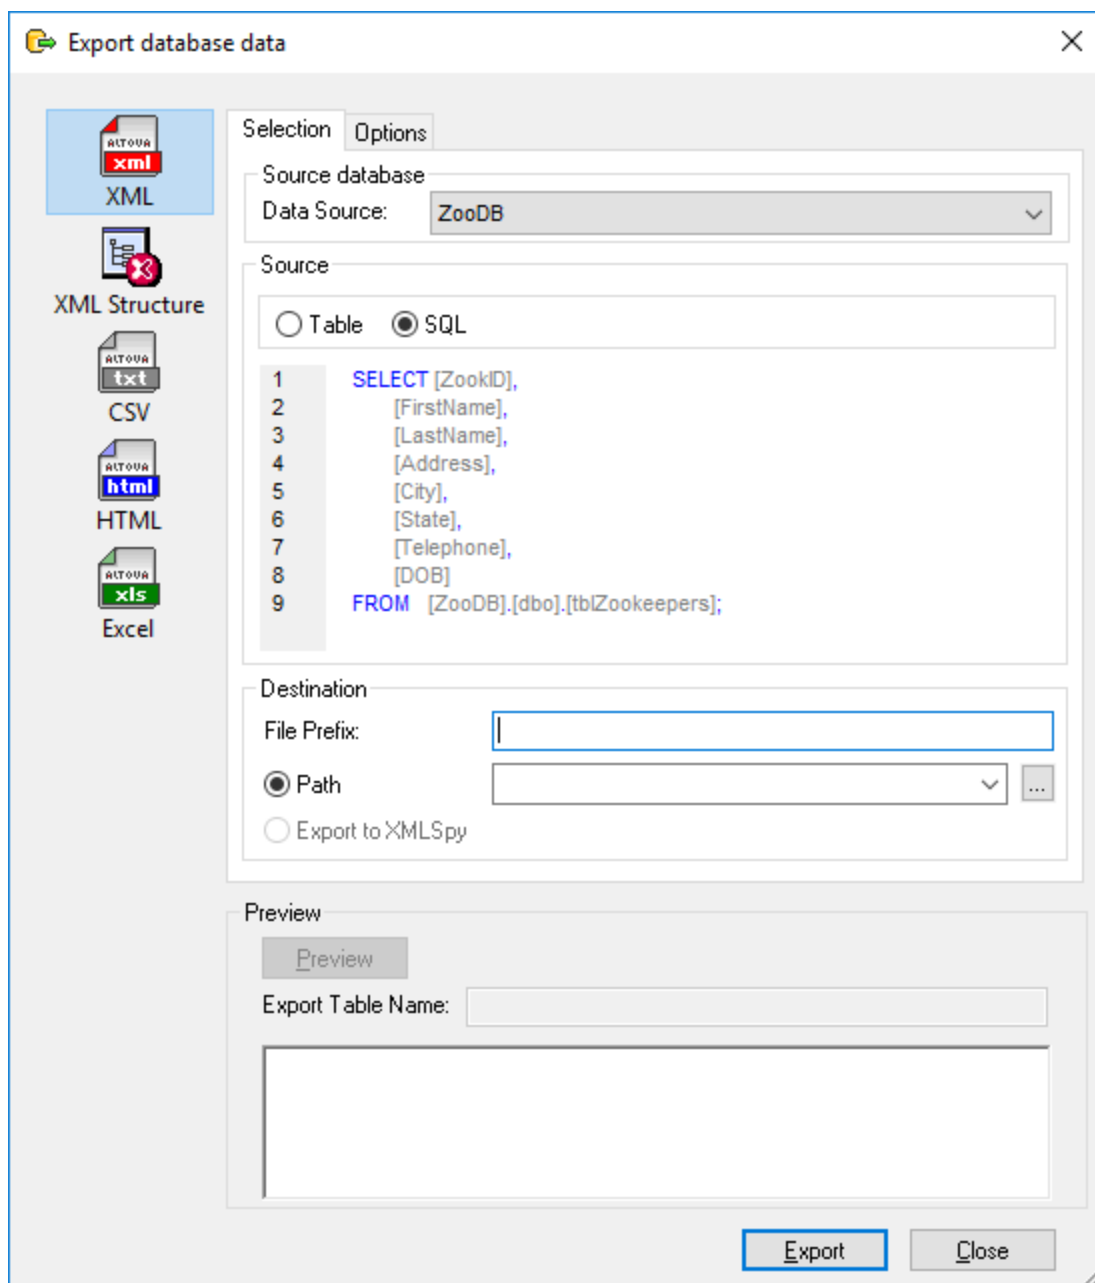 Export database data
ALTOVA
xml
XML
XML Structure
ALTOVA
txt
CSV
ALTOVA
html
HTML
ALTOVA
xls
Excel
Selection Options
Source database
Data Source: ZooDB
Source
Table SQL
1 SELECT [ZookID],
2 [FirstName],
3 [LastName],
4 [Address],
5 [City],
6 [State],
7 [Telephone],
8 [DOB]
9 FROM [ZooDB].[dbo].[tblZookeepers];
Destination
File Prefix:
Path ...
Export to XMLSpy
Preview
Preview
Export Table Name:
Export Close